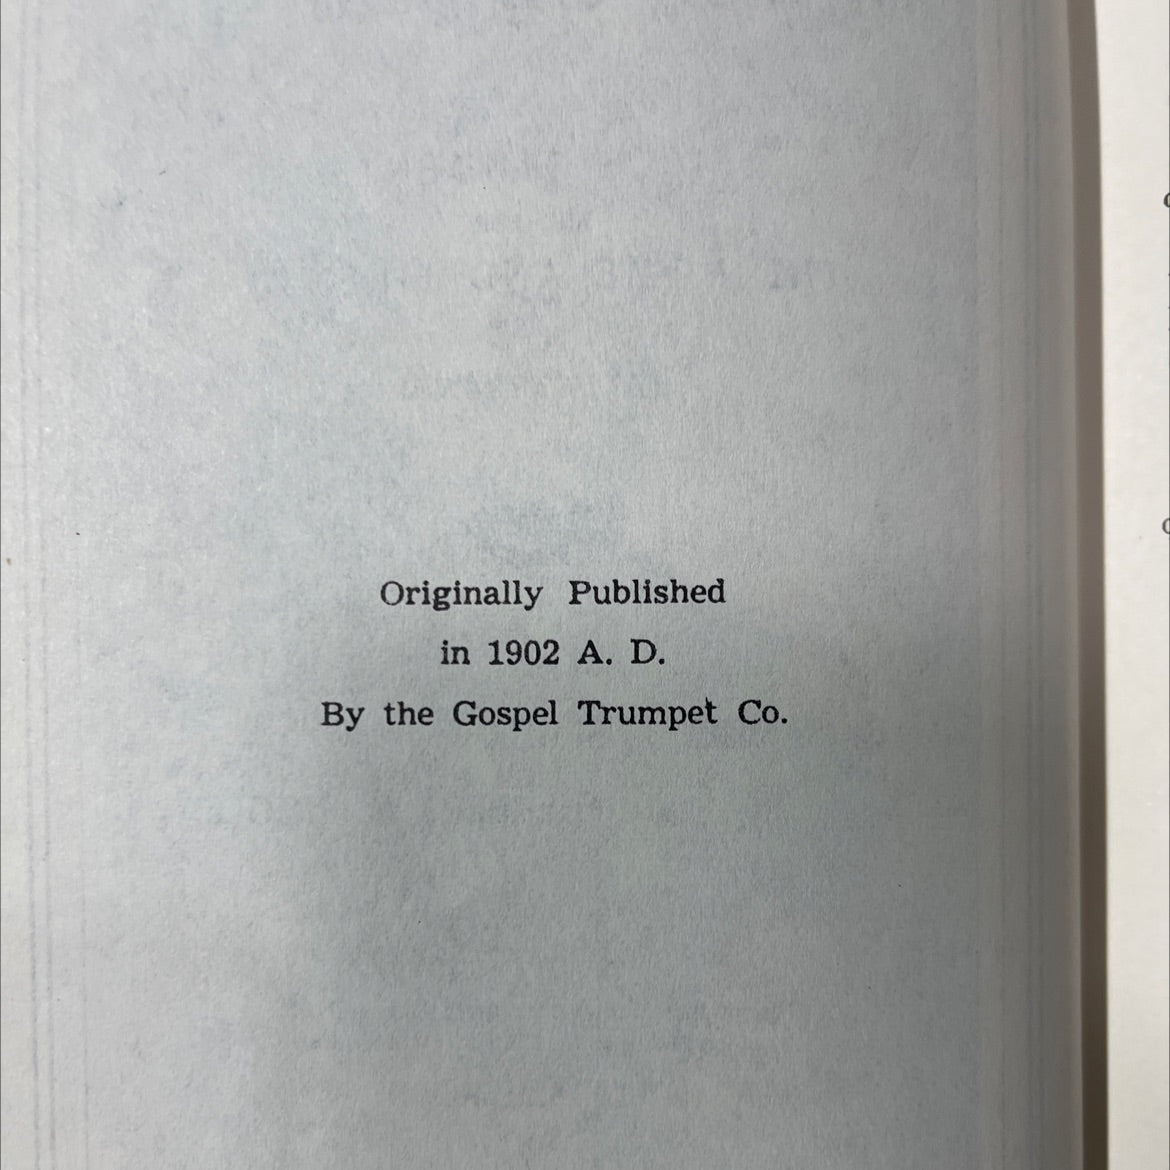 Originally Published
in 1902 A. D.
By the Gospel Trumpet Co.